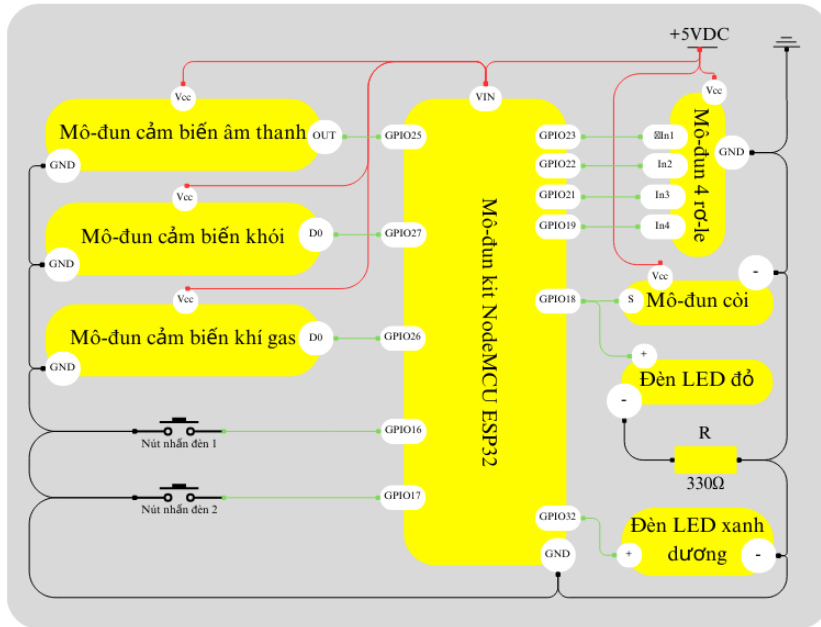 +5VDC
Vcc
VIN
Vcc
Mô-đun cảm biến âm thanh
OUT
GPIO25
GND
GPIO23
In1
GPIO22
In2
GPIO21
In3
GPIO19
In4
Mô-đun 4 rơ-le
GND
Vcc
Mô-đun cảm biến khói
D0
GPIO27
GND
Mô-đun kit NodeMCU ESP32
Vcc
-
GPIO18
S
Mô-đun còi
Vcc
Mô-đun cảm biến khí gas
D0
GPIO26
GND
+
Đèn LED đỏ
-
Nút nhấn đèn 1
GPIO16
R
330Ω
Nút nhấn đèn 2
GPIO17
GPIO32
GND
Đèn LED xanh
dương
+
-